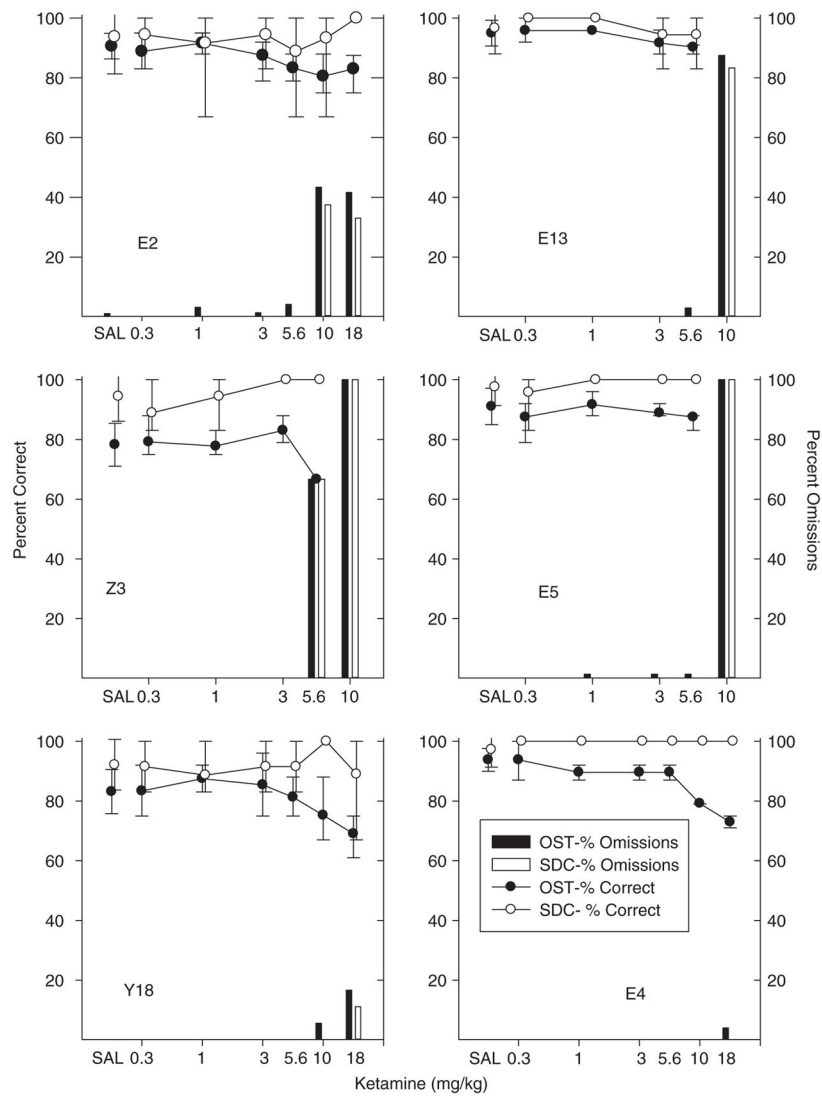 100
80
60
40
20
E2
SAL 0.3 1 3 5.6 10 18
100
80
60
40
20
E13
SAL 0.3 1 3 5.6 10
Percent Correct
100
80
60
40
20
Z3
SAL 0.3 1 3 5.6 10
100
80
60
40
20
E5
SAL 0.3 1 3 5.6 10
Percent Omissions
100
80
60
40
20
Y18
SAL 0.3 1 3 5.6 10 18
100
80
60
40
20
OST-% Omissions
SDC-% Omissions
OST-% Correct
SDC- % Correct
E4
SAL 0.3 1 3 5.6 10 18
Ketamine (mg/kg)